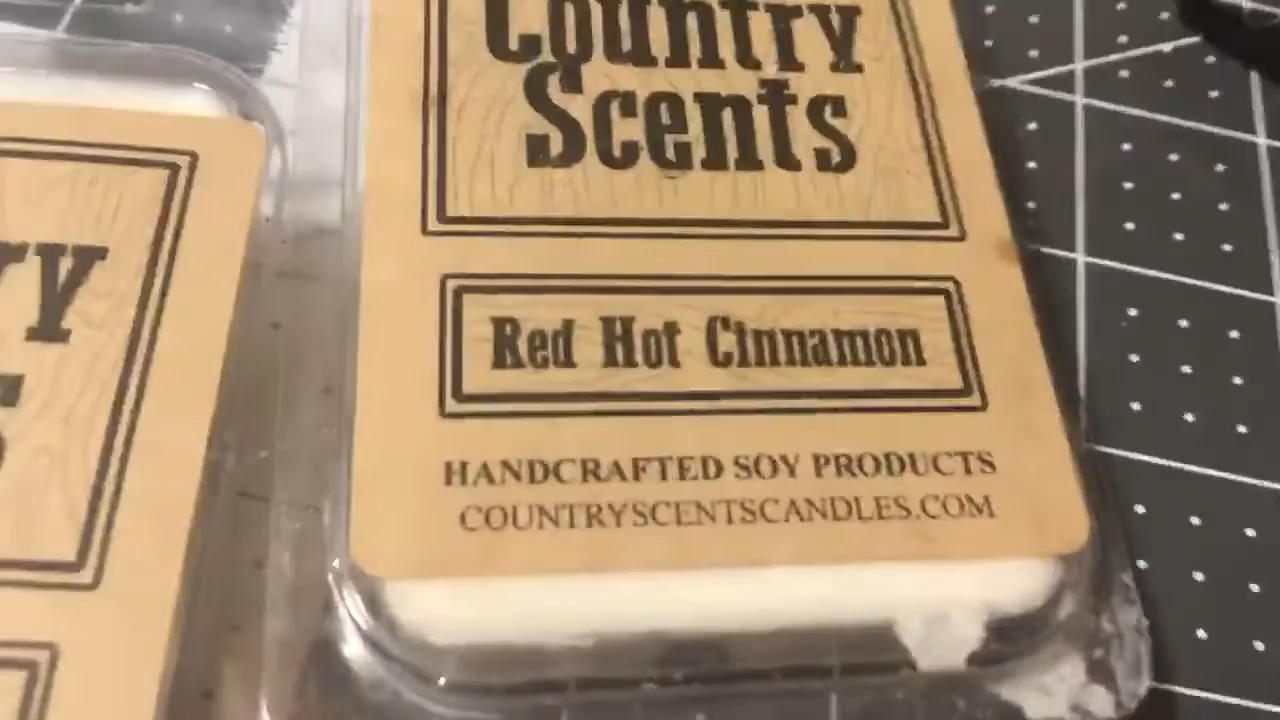 Country
Scents
Red Hot Cinnamon
HANDCRAFTED SOY PRODUCTS
COUNTRYSCENTSCANDLES.COM